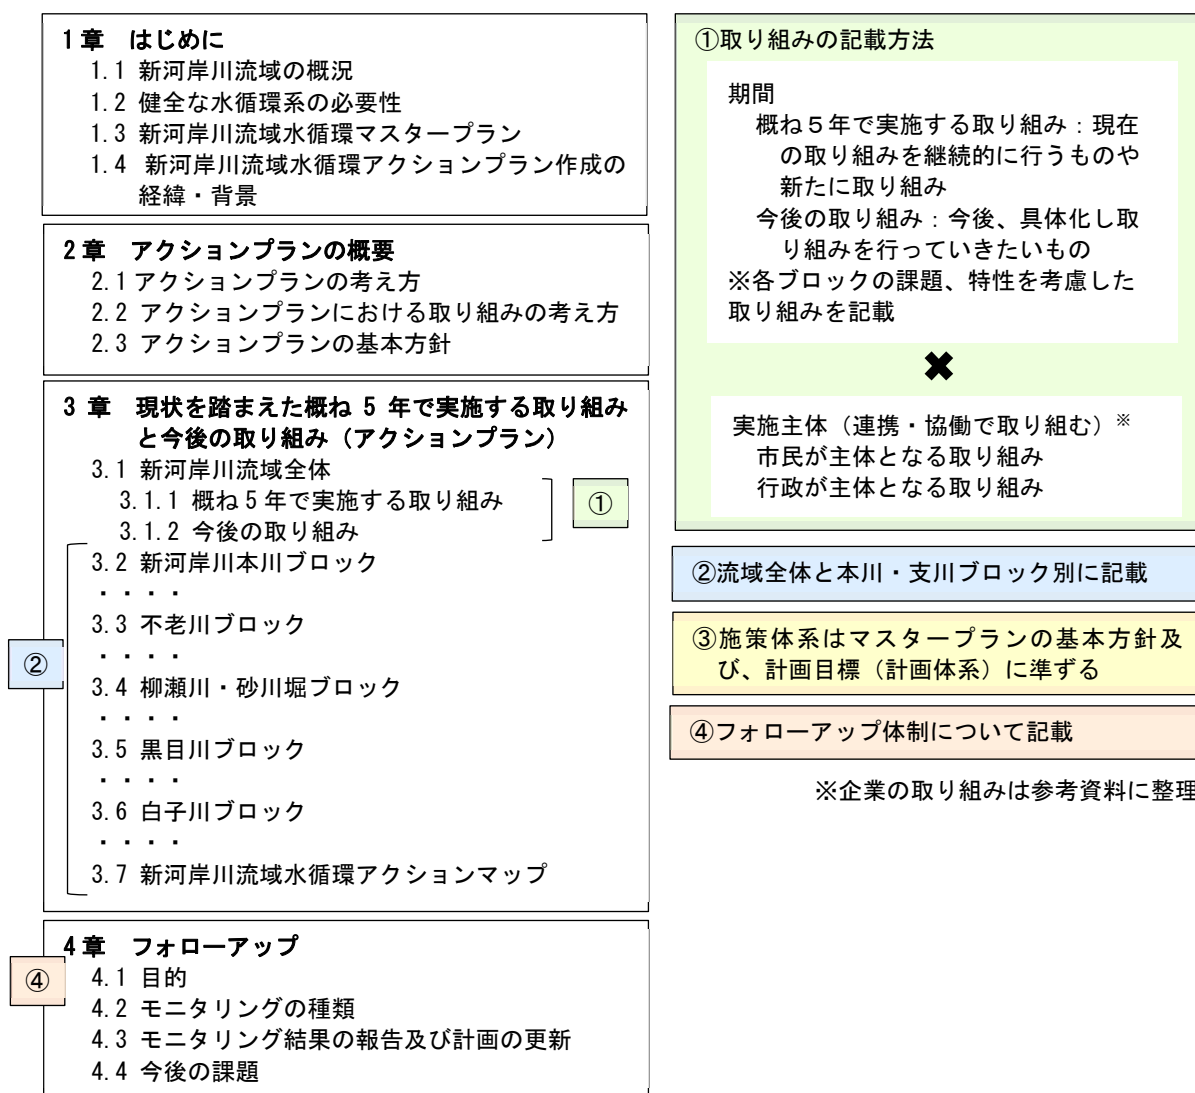 1章 はじめに
1.1 新河岸川流域の概況
1.2 健全な水循環系の必要性
1.3 新河岸川流域水循環マスタープラン
1.4 新河岸川流域水循環アクションプラン作成の
経緯・背景
2章 アクションプランの概要
2.1アクションプランの考え方
2.2 アクションプランにおける取り組みの考え方
2.3 アクションプランの基本方針
3 章 現状を踏まえた概ね 5 年で実施する取り組み
と今後の取り組み（アクションプラン）
3.1 新河岸川流域全体
3.1.1 概ね5年で実施する取り組み
3.1.2 今後の取り組み
①
3.2 新河岸川本川ブロック
・・・・
3.3 不老川ブロック
・・・・
②
3.4 柳瀬川・砂川堀ブロック
・・・・
3.5 黒目川ブロック
・・・・
3.6 白子川ブロック
・・・・
3.7 新河岸川流域水循環アクションマップ
4章 フォローアップ
④
4.1 目的
4.2 モニタリングの種類
4.3 モニタリング結果の報告及び計画の更新
4.4 今後の課題
①取り組みの記載方法
期間
概ね５年で実施する取り組み：現在
の取り組みを継続的に行うものや
新たに取り組み
今後の取り組み：今後、具体化し取
り組みを行っていきたいもの
※各ブロックの課題、特性を考慮した
取り組みを記載
✖
実施主体（連携・協働で取り組む）※
市民が主体となる取り組み
行政が主体となる取り組み
②流域全体と本川・支川ブロック別に記載
③施策体系はマスタープランの基本方針及
び、計画目標（計画体系）に準ずる
④フォローアップ体制について記載
※企業の取り組みは参考資料に整理